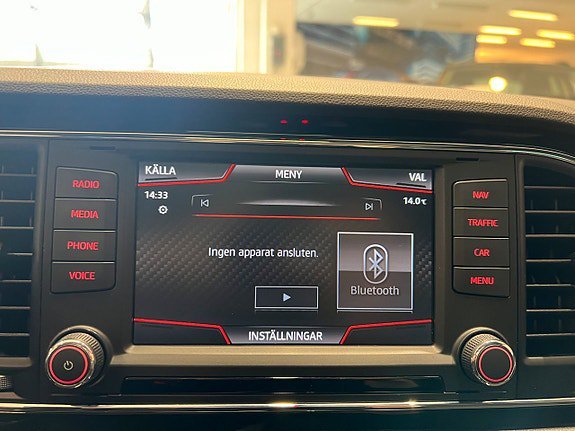 KÄLLA
MENY
VAL
14:33
14.0℃
RADIO
MEDIA
PHONE
VOICE
Ingen apparat ansluten.
Bluetooth
INSTÄLLNINGAR
NAV
TRAFFIC
CAR
MENU